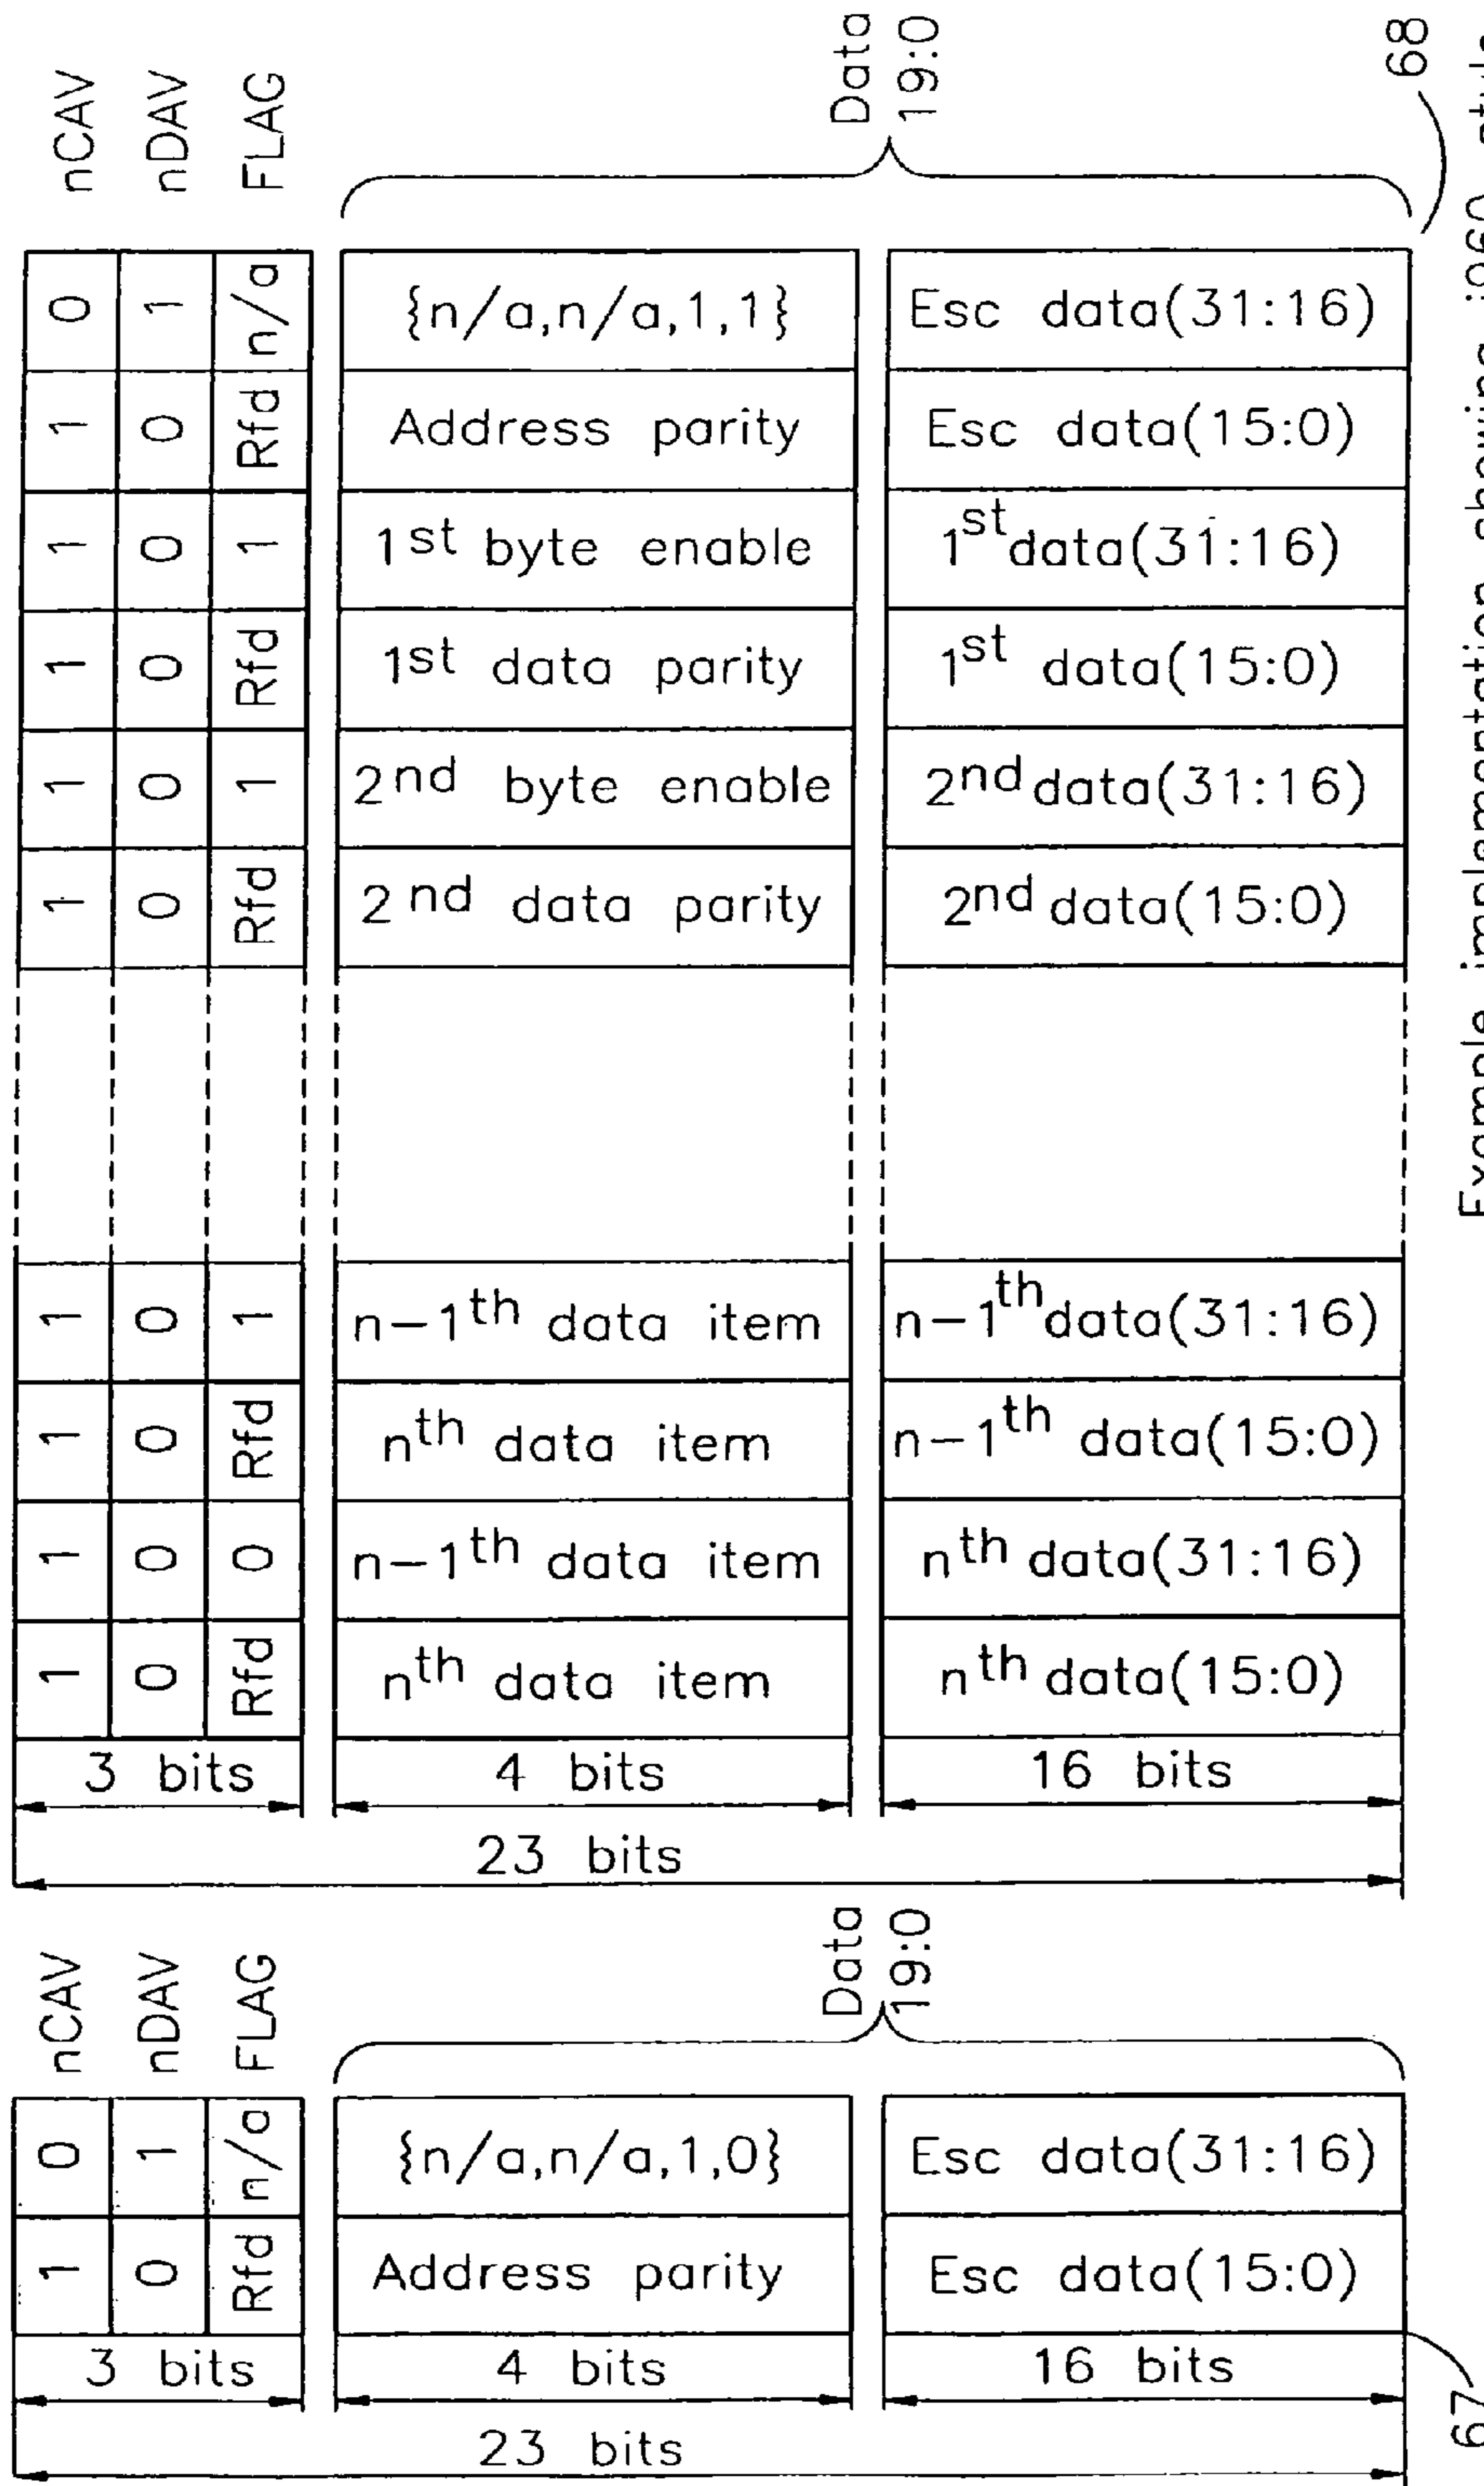 nCAV
nDAV
FLAG
0 1 n/a {n/a,n/a,1,1} Esc data(31:16)
1 0 Rfd Address parity Esc data(15:0)
1 0 1 1st byte enable 1st data(31:16)
1 0 Rfd 1st data parity 1st data(15:0)
1 0 1 2nd byte enable 2nd data(31:16)
1 0 Rfd 2nd data parity 2nd data(15:0)
1 0 1 n-1th data item n-1th data(31:16)
1 0 Rfd nth data item n-1th data(15:0)
1 0 0 n-1th data item nth data(31:16)
1 0 Rfd nth data item nth data(15:0)
3 bits 4 bits 16 bits
23 bits
Data
19:0
68
nCAV
nDAV
FLAG
0 1 n/a {n/a,n/a,1,0} Esc data(31:16)
1 0 Rfd Address parity Esc data(15:0)
3 bits 4 bits 16 bits
23 bits
Data
19:0
67
Example implementation showing